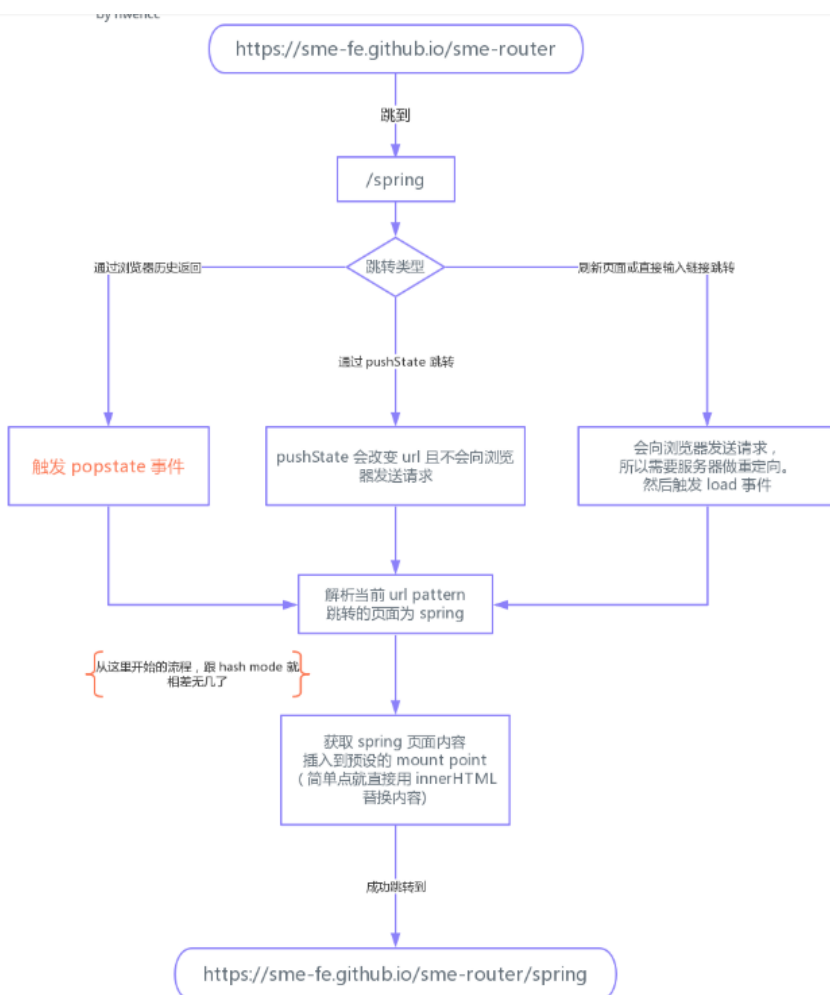 https://sme-fe.github.io/sme-router
跳到
/spring
跳转类型
通过浏览器历史返回
刷新页面或直接输入链接跳转
通过 pushState 跳转
触发 popstate 事件
pushState 会改变 url 且不会向浏览
器发送请求
会向浏览器发送请求，
所以需要服务器做重定向。
然后触发 load 事件
解析当前 url pattern
跳转的页面为 spring
从这里开始的流程，跟 hash mode 就
相差无几了
获取 spring 页面内容
插入到预设的 mount point
（简单点就直接用 innerHTML
替换内容)
成功跳转到
https://sme-fe.github.io/sme-router/spring